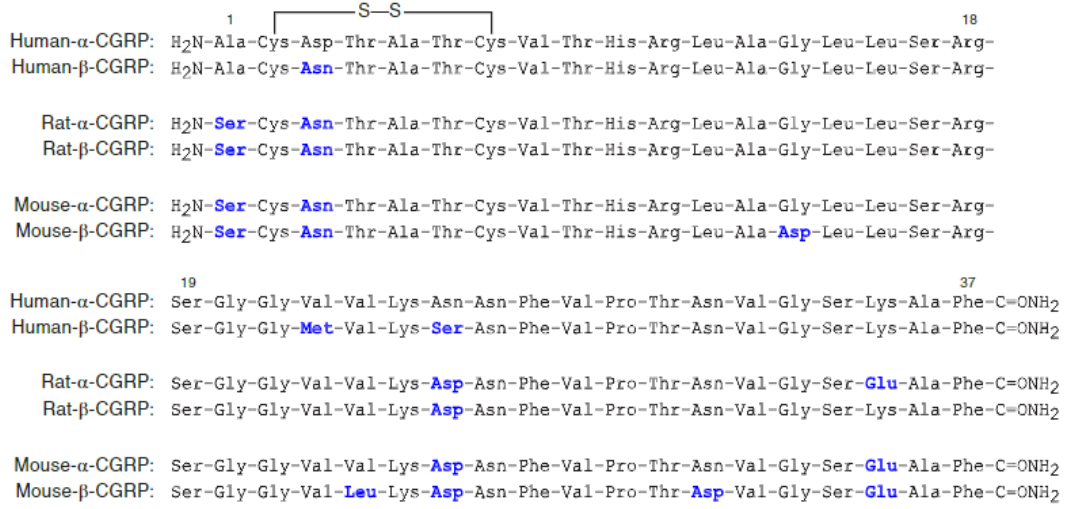 S–S
1 18
Human-α-CGRP: H2N-Ala-Cys-Asp-Thr-Ala-Thr-Cys-Val-Thr-His-Arg-Leu-Ala-Gly-Leu-Leu-Ser-Arg-
Human-β-CGRP: H2N-Ala-Cys-Asn-Thr-Ala-Thr-Cys-Val-Thr-His-Arg-Leu-Ala-Gly-Leu-Leu-Ser-Arg-
Rat-α-CGRP: H2N-Ser-Cys-Asn-Thr-Ala-Thr-Cys-Val-Thr-His-Arg-Leu-Ala-Gly-Leu-Leu-Ser-Arg-
Rat-β-CGRP: H2N-Ser-Cys-Asn-Thr-Ala-Thr-Cys-Val-Thr-His-Arg-Leu-Ala-Gly-Leu-Leu-Ser-Arg-
Mouse-α-CGRP: H2N-Ser-Cys-Asn-Thr-Ala-Thr-Cys-Val-Thr-His-Arg-Leu-Ala-Gly-Leu-Leu-Ser-Arg-
Mouse-β-CGRP: H2N-Ser-Cys-Asn-Thr-Ala-Thr-Cys-Val-Thr-His-Arg-Leu-Ala-Asp-Leu-Leu-Ser-Arg-
19 37
Human-α-CGRP: Ser-Gly-Gly-Val-Val-Lys-Asn-Asn-Phe-Val-Pro-Thr-Asn-Val-Gly-Ser-Lys-Ala-Phe-C=ONH2
Human-β-CGRP: Ser-Gly-Gly-Met-Val-Lys-Ser-Asn-Phe-Val-Pro-Thr-Asn-Val-Gly-Ser-Lys-Ala-Phe-C=ONH2
Rat-α-CGRP: Ser-Gly-Gly-Val-Val-Lys-Asp-Asn-Phe-Val-Pro-Thr-Asn-Val-Gly-Ser-Glu-Ala-Phe-C=ONH2
Rat-β-CGRP: Ser-Gly-Gly-Val-Val-Lys-Asp-Asn-Phe-Val-Pro-Thr-Asn-Val-Gly-Ser-Lys-Ala-Phe-C=ONH2
Mouse-α-CGRP: Ser-Gly-Gly-Val-Val-Lys-Asp-Asn-Phe-Val-Pro-Thr-Asn-Val-Gly-Ser-Glu-Ala-Phe-C=ONH2
Mouse-β-CGRP: Ser-Gly-Gly-Val-Leu-Lys-Asp-Asn-Phe-Val-Pro-Thr-Asp-Val-Gly-Ser-Glu-Ala-Phe-C=ONH2